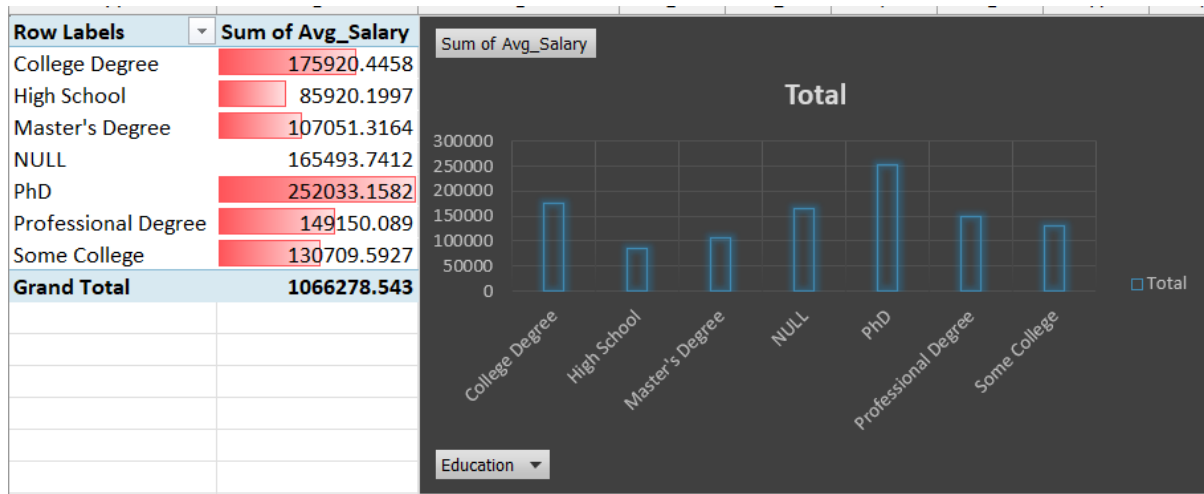 Row Labels Sum of Avg_Salary
College Degree 175920.4458
High School 85920.1997
Master's Degree 107051.3164
NULL 165493.7412
PhD 252033.1582
Professional Degree 149150.089
Some College 130709.5927
Grand Total 1066278.543
Sum of Avg_Salary
Total
300000
250000
200000
150000
100000
50000
0
College Degree
High School
Master's Degree
NULL
PhD
Professional Degree
Some College
Total
Education